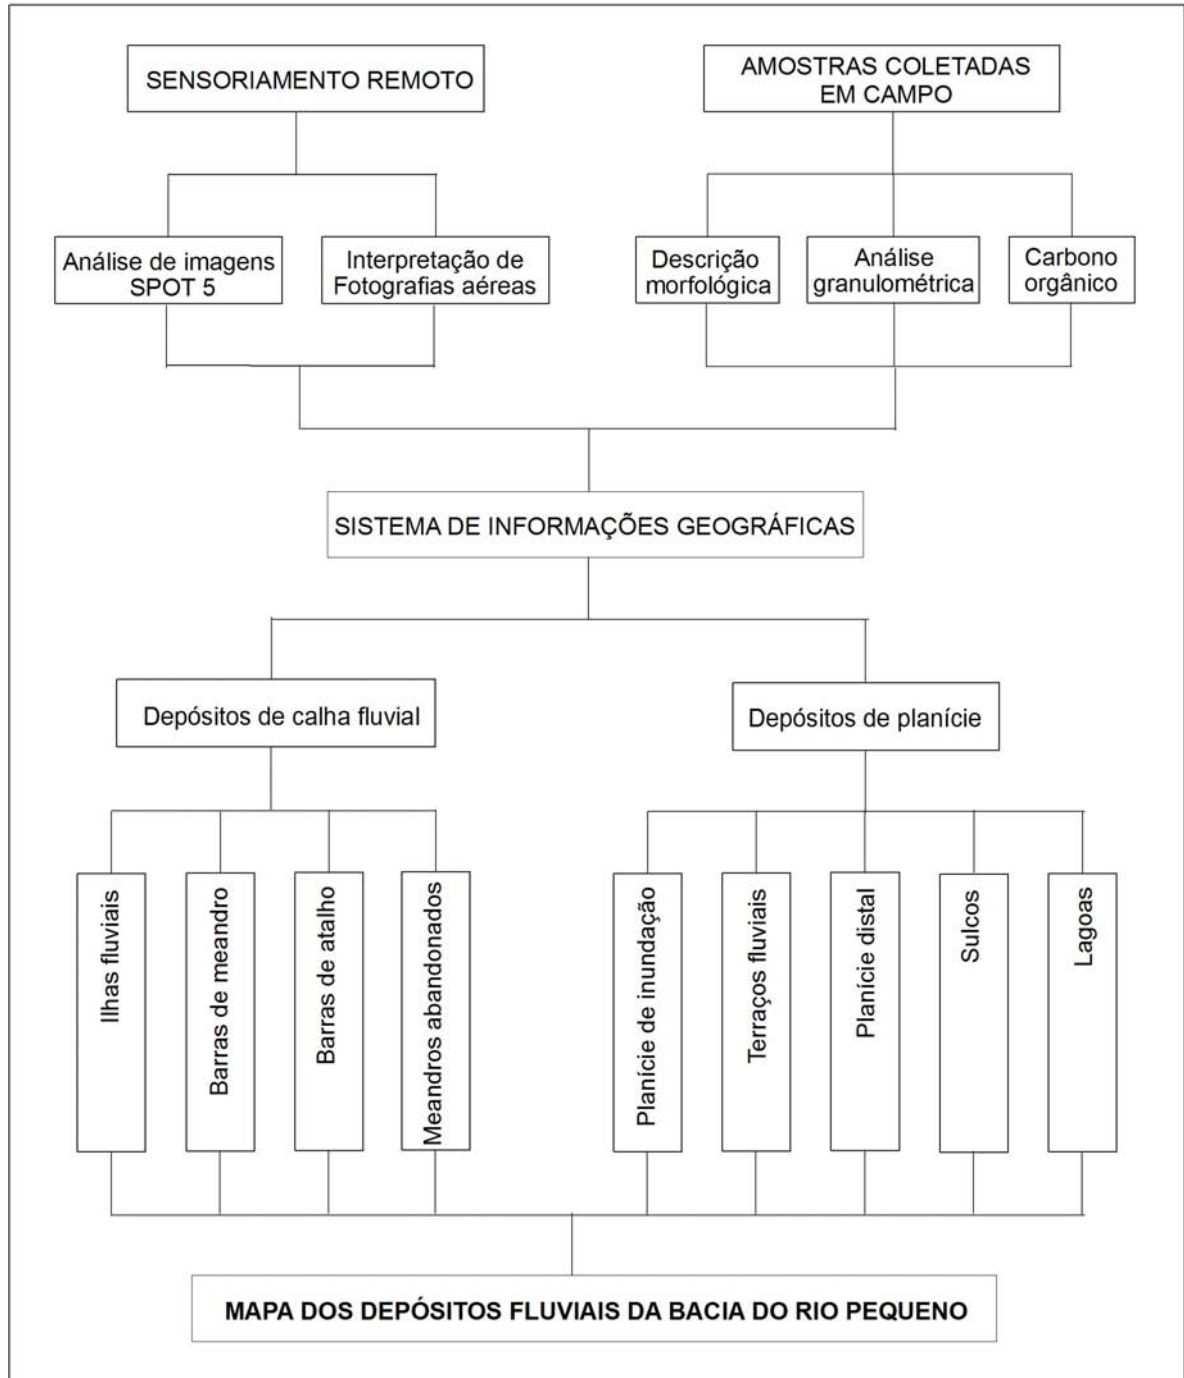 SENSORIAMENTO REMOTO
AMOSTRAS COLETADAS
EM CAMPO
Análise de imagens
SPOT 5
Interpretação de
Fotografias aéreas
Descrição
morfológica
Análise
granulométrica
Carbono
orgânico
SISTEMA DE INFORMAÇÕES GEOGRÁFICAS
Depósitos de calha fluvial
Depósitos de planície
Ilhas fluviais
Barras de meandro
Barras de atalho
Meandros abandonados
Planície de inundação
Terraços fluviais
Planície distal
Sulcos
Lagoas
MAPA DOS DEPÓSITOS FLUVIAIS DA BACIA DO RIO PEQUENO